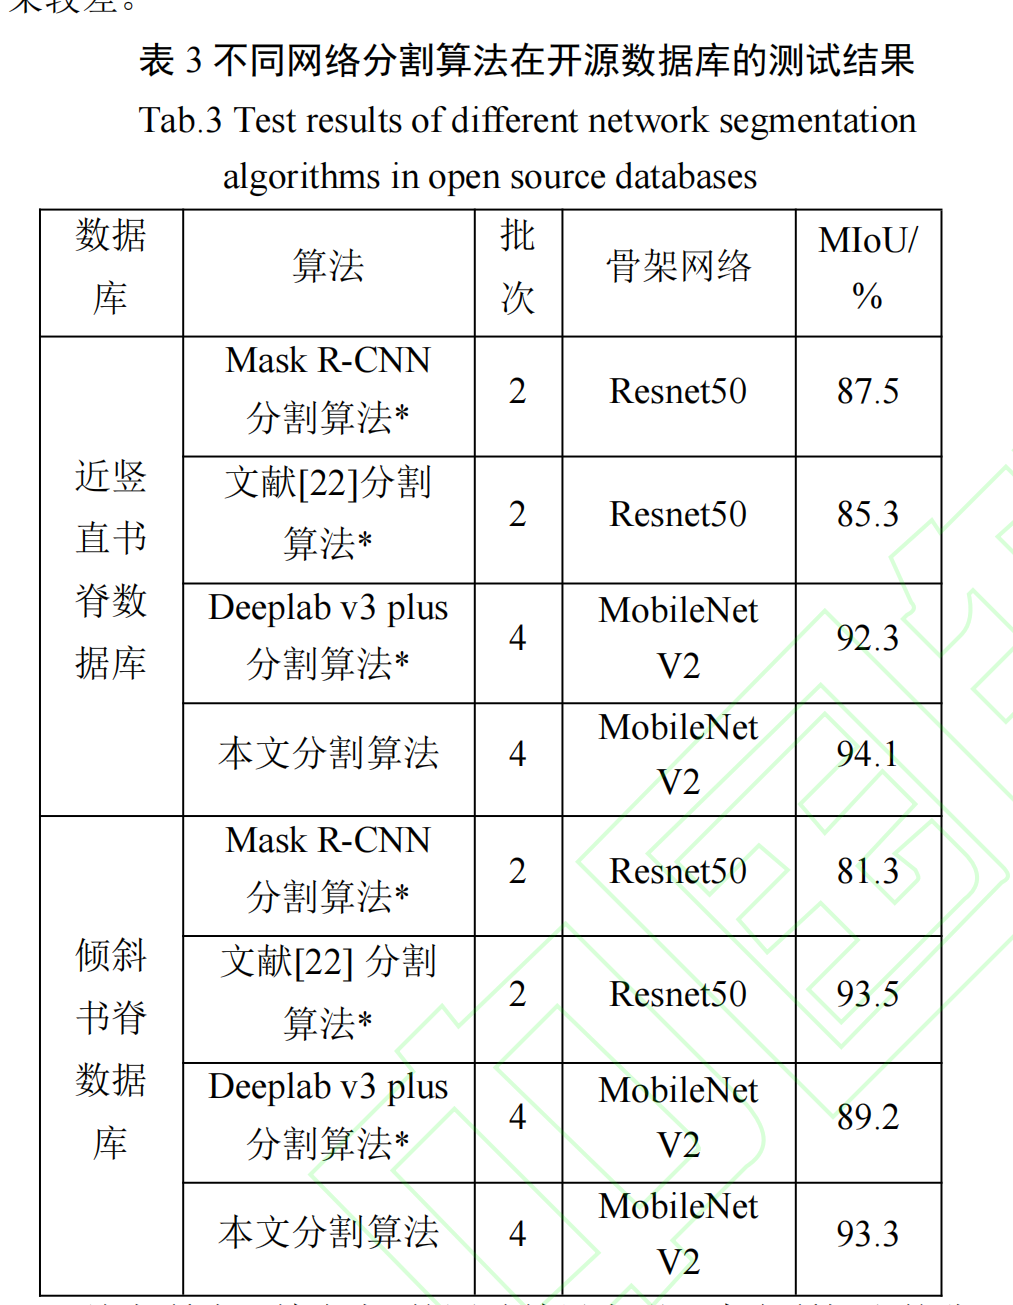 表 3 不同网络分割算法在开源数据库的测试结果
Tab.3 Test results of different network segmentation
algorithms in open source databases
数据
库
算法
批
次
骨架网络
MIoU/
%
近竖
直书
脊数
据库
Mask R-CNN
分割算法*
2
Resnet50
87.5
文献[22]分割
算法*
2
Resnet50
85.3
Deeplab v3 plus
分割算法*
4
MobileNet
V2
92.3
本文分割算法
4
MobileNet
V2
94.1
倾斜
书脊
数据
库
Mask R-CNN
分割算法*
2
Resnet50
81.3
文献[22] 分割
算法*
2
Resnet50
93.5
Deeplab v3 plus
分割算法*
4
MobileNet
V2
89.2
本文分割算法
4
MobileNet
V2
93.3